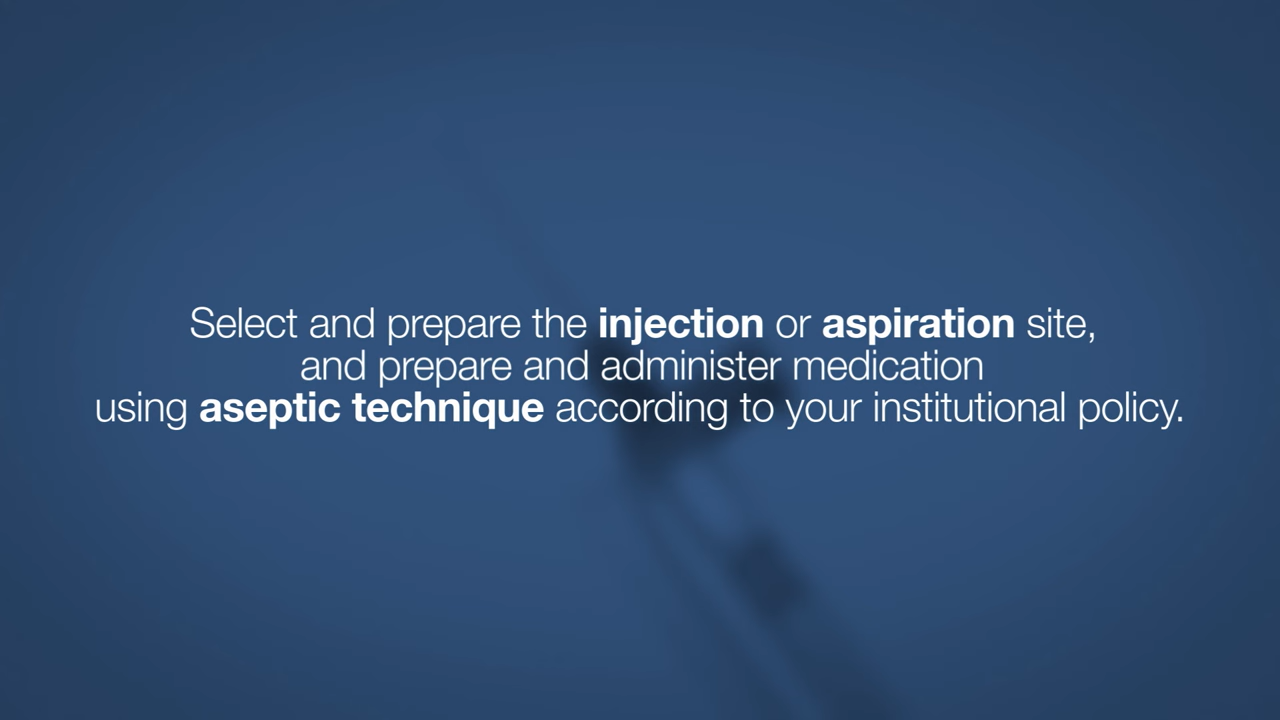 Select and prepare the injection or aspiration site,
and prepare and administer medication
using aseptic technique according to your institutional policy.